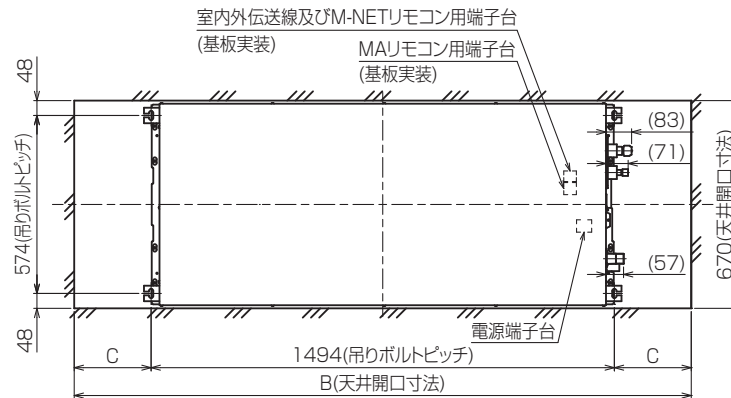 室内外伝送線及びM-NETリモコン用端子台
(基板実装)
MAリモコン用端子台
(基板実装)
48
(83)
(71)
574(吊りボルトピッチ)
670(天井開口寸法)
(57)
48
電源端子台
C
1494(吊りボルトピッチ)
C
B(天井開口寸法)